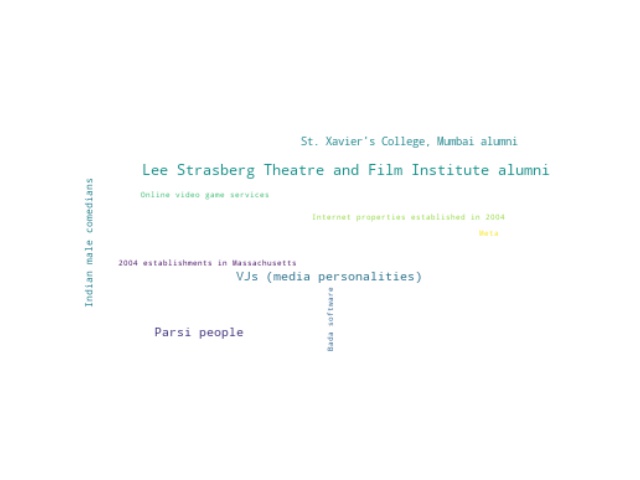 St. Xavier's College, Mumbai alumni
Lee Strasberg Theatre and Film Institute alumni
Indian male comedians
Online video game services
Internet properties established in 2004
Meta
2004 establishments in Massachusetts
VJs (media personalities)
Bada software
Parsi people